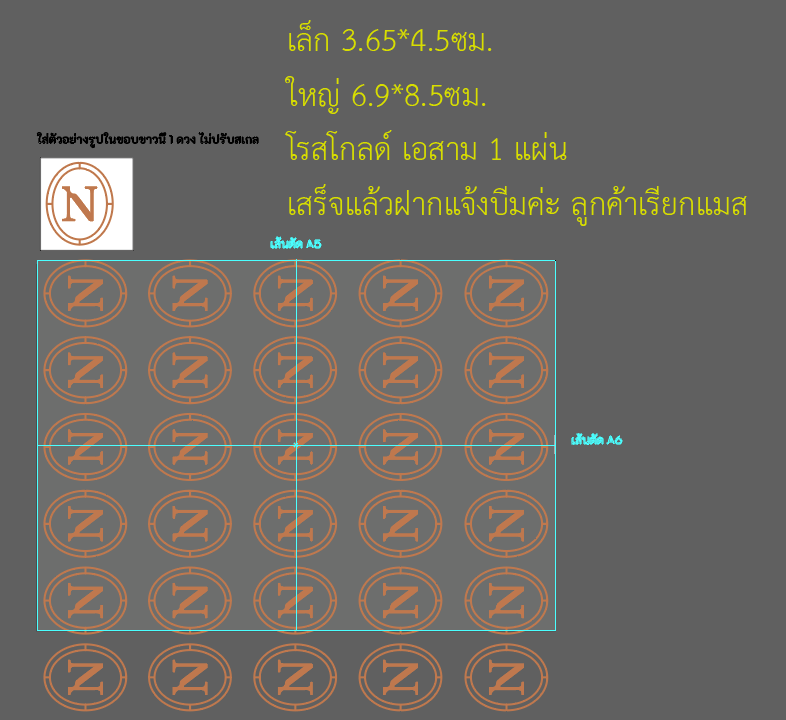 เล็ก 3.65*4.5ซม.
ใหญ่ 6.9*8.5ซม.
โรสโกลด์ เอสาม 1 แผ่น
เสร็จแล้วฝากแจ้งบีมค่ะ ลูกค้าเรียกแมส
ใส่ตัวอย่างรูปในขอบขาวนี้ 1 ดวง ไม่ปรับสเกล
N
เส้นตัด A5
N N N N N
N N N N N
N N N N N
เส้นตัด A6
N N N N N
N N N N N
N N N N N